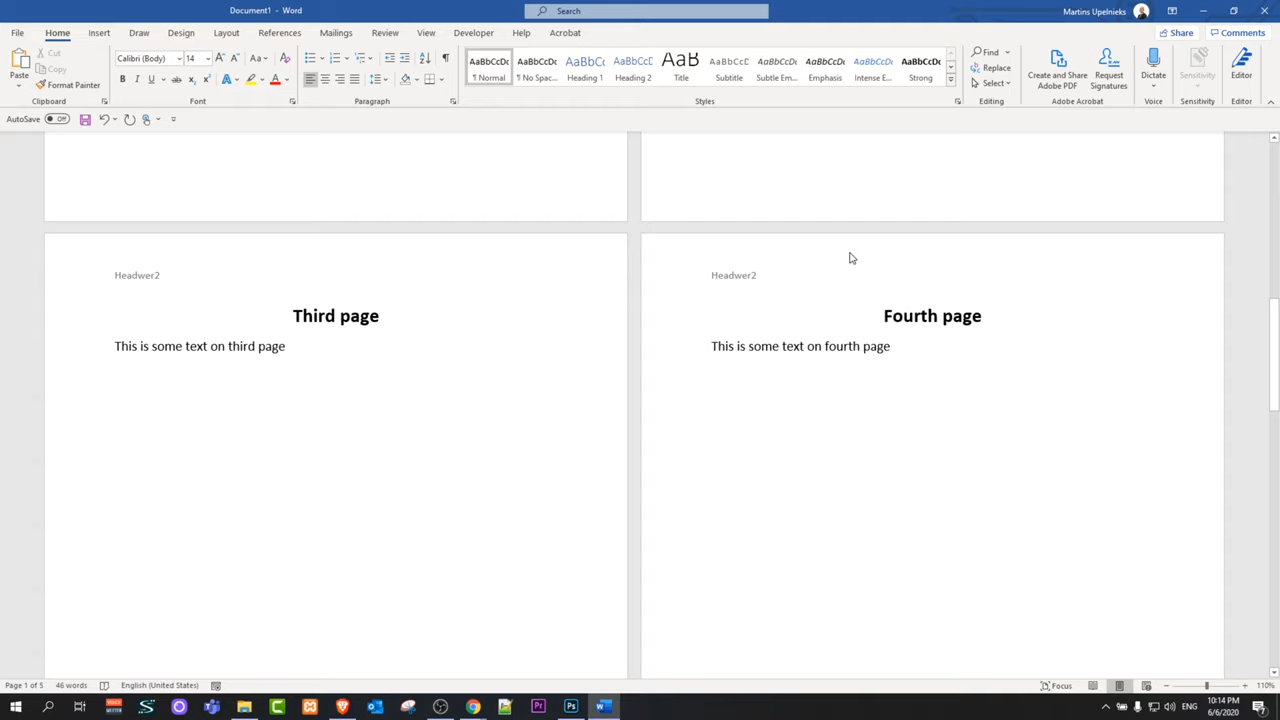 Document1 - Word
Search
Martins Upelnieks
File Home Insert Draw Design Layout References Mailings Review View Developer Help Acrobat
Share Comments
Paste
Cut
Copy
Format Painter
Clipboard
Calibri (Body) 14
Font
Paragraph
AaBbCcDc AaBbCcDc AaBbC( AaBbCcC AaB AaBbCcD AaBbCcDc AaBbCcDc AaBbCcDc AaBbCcDc
¶ Normal ¶ No Spac... Heading 1 Heading 2 Title Subtitle Subtle Em... Emphasis Intense E... Strong
Styles
Find
Replace
Select
Editing
Create and Share
Adobe PDF
Request
Signatures
Adobe Acrobat
Dictate
Voice
Sensitivity
Sensitivity
Editor
Editor
AutoSave Off
Headwer2
Third page
This is some text on third page
Headwer2
Fourth page
This is some text on fourth page
Page 1 of 5 46 words English (United States)
Focus
110%
ENG
10:14 PM
6/6/2020
7